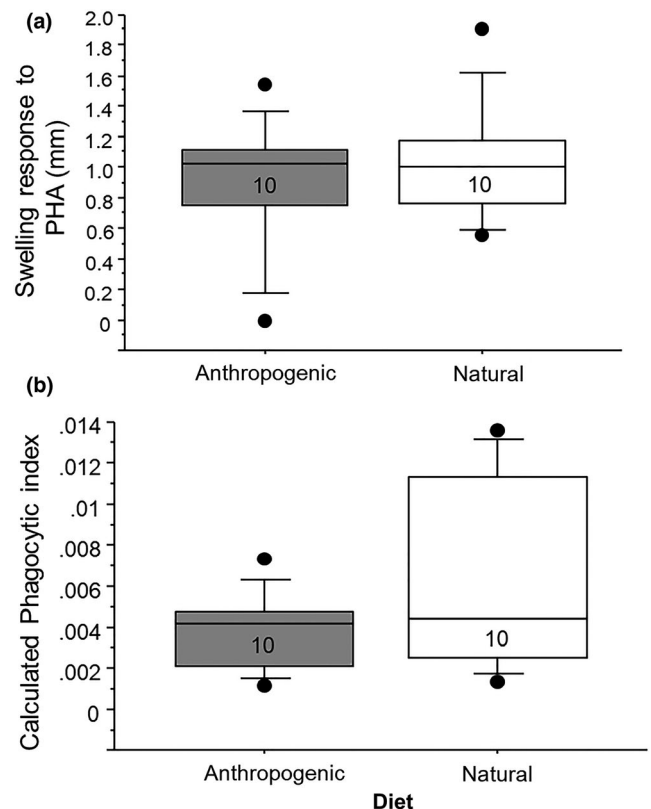 (a)
Swelling response to
PHA (mm)
2.0
1.8
1.6
1.4
1.2
1.0
0.8
0.6
0.4
0.2
0
10
10
Anthropogenic
Natural
(b)
Calculated Phagocytic index
.014
.012
.01
.008
.006
.004
.002
0
10
10
Anthropogenic
Natural
Diet